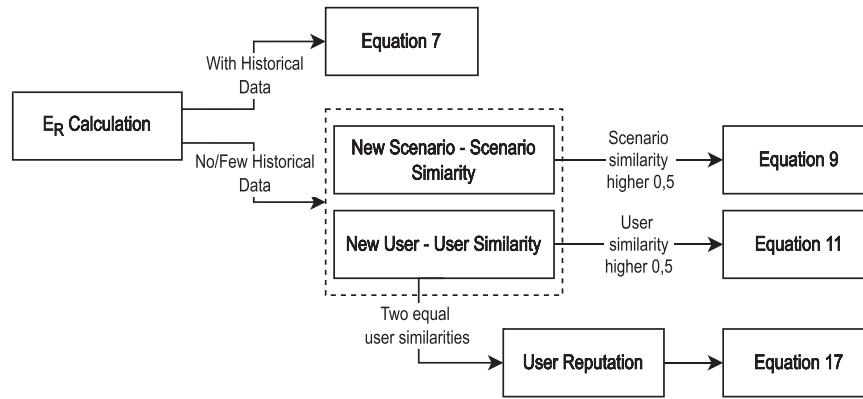 Equation 7
With Historical
Data
E_R Calculation
No/Few Historical
Data
New Scenario - Scenario
Simiarity
Scenario
similarity
higher 0,5
Equation 9
New User - User Similarity
User
similarity
higher 0,5
Equation 11
Two equal
user similarities
User Reputation
Equation 17